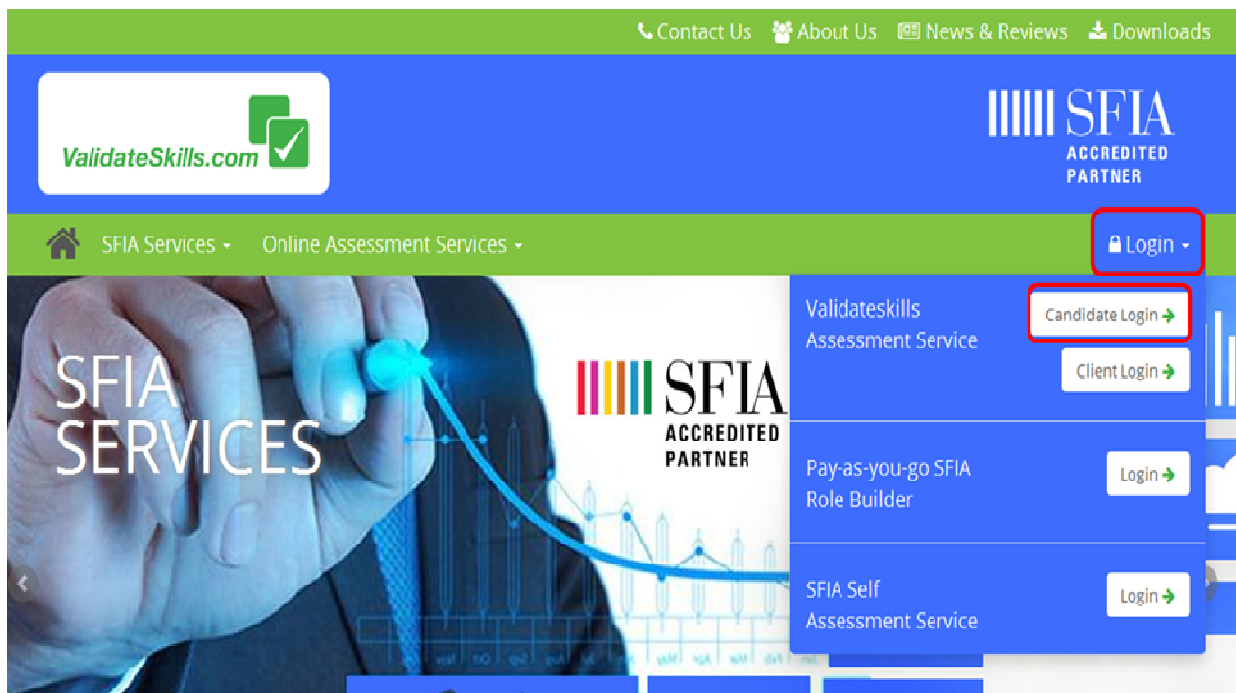 Contact Us About Us News & Reviews Downloads
ValidateSkills.com
SFIA
ACCREDITED
PARTNER
SFIA Services Online Assessment Services Login
SFIA
SERVICES
SFIA
ACCREDITED
PARTNER
Validateskills
Assessment Service
Candidate Login
Client Login
Pay-as-you-go SFIA
Role Builder
Login
SFIA Self
Assessment Service
Login